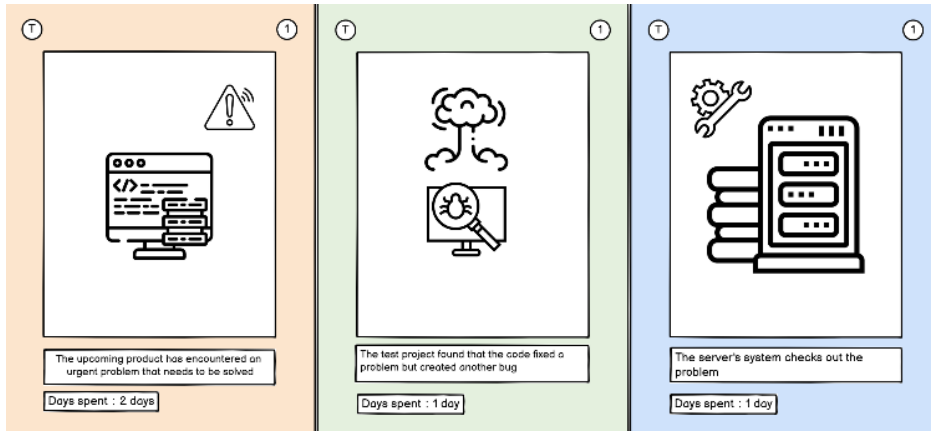 T
1
The upcoming product has encountered an
urgent problem that needs to be solved
Days spent : 2 days
T
1
</>
The test project found that the code fixed a
problem but created another bug
Days spent : 1 day
T
1
The server's system checks out the
problem
Days spent : 1 day